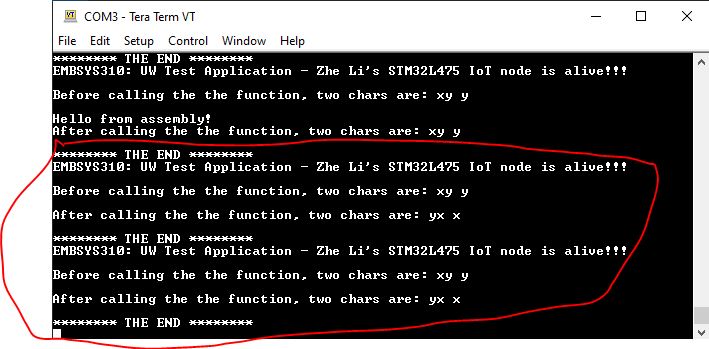 COM3 - Tera Term VT
File Edit Setup Control Window Help
******** THE END ********
EMBSYS310: UW Test Application - Zhe Li's STM32L475 IoT node is alive!!!
Before calling the the function, two chars are: xy y
Hello from assembly!
After calling the the function, two chars are: xy y
******** THE END ********
EMBSYS310: UW Test Application - Zhe Li's STM32L475 IoT node is alive!!!
Before calling the the function, two chars are: xy y
After calling the the function, two chars are: yx x
******** THE END ********
EMBSYS310: UW Test Application - Zhe Li's STM32L475 IoT node is alive!!!
Before calling the the function, two chars are: xy y
After calling the the function, two chars are: yx x
******** THE END ********